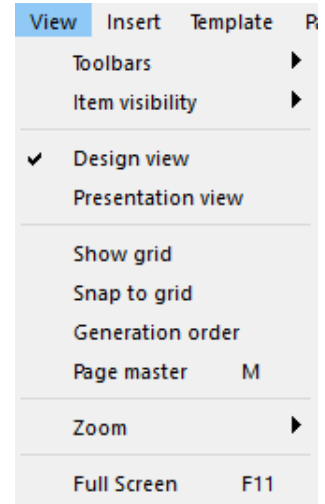 View Insert Template
Toolbars
Item visibility
Design view
Presentation view
Show grid
Snap to grid
Generation order
Page master M
Zoom
Full Screen F11